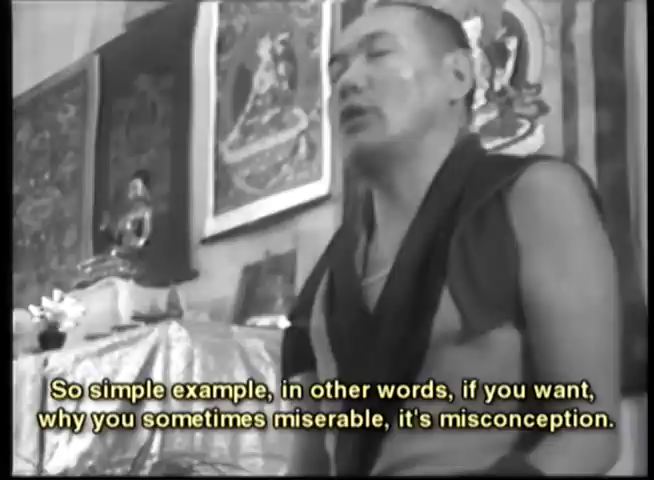 So simple example, in other words, if you want,
why you sometimes miserable, it's misconception.